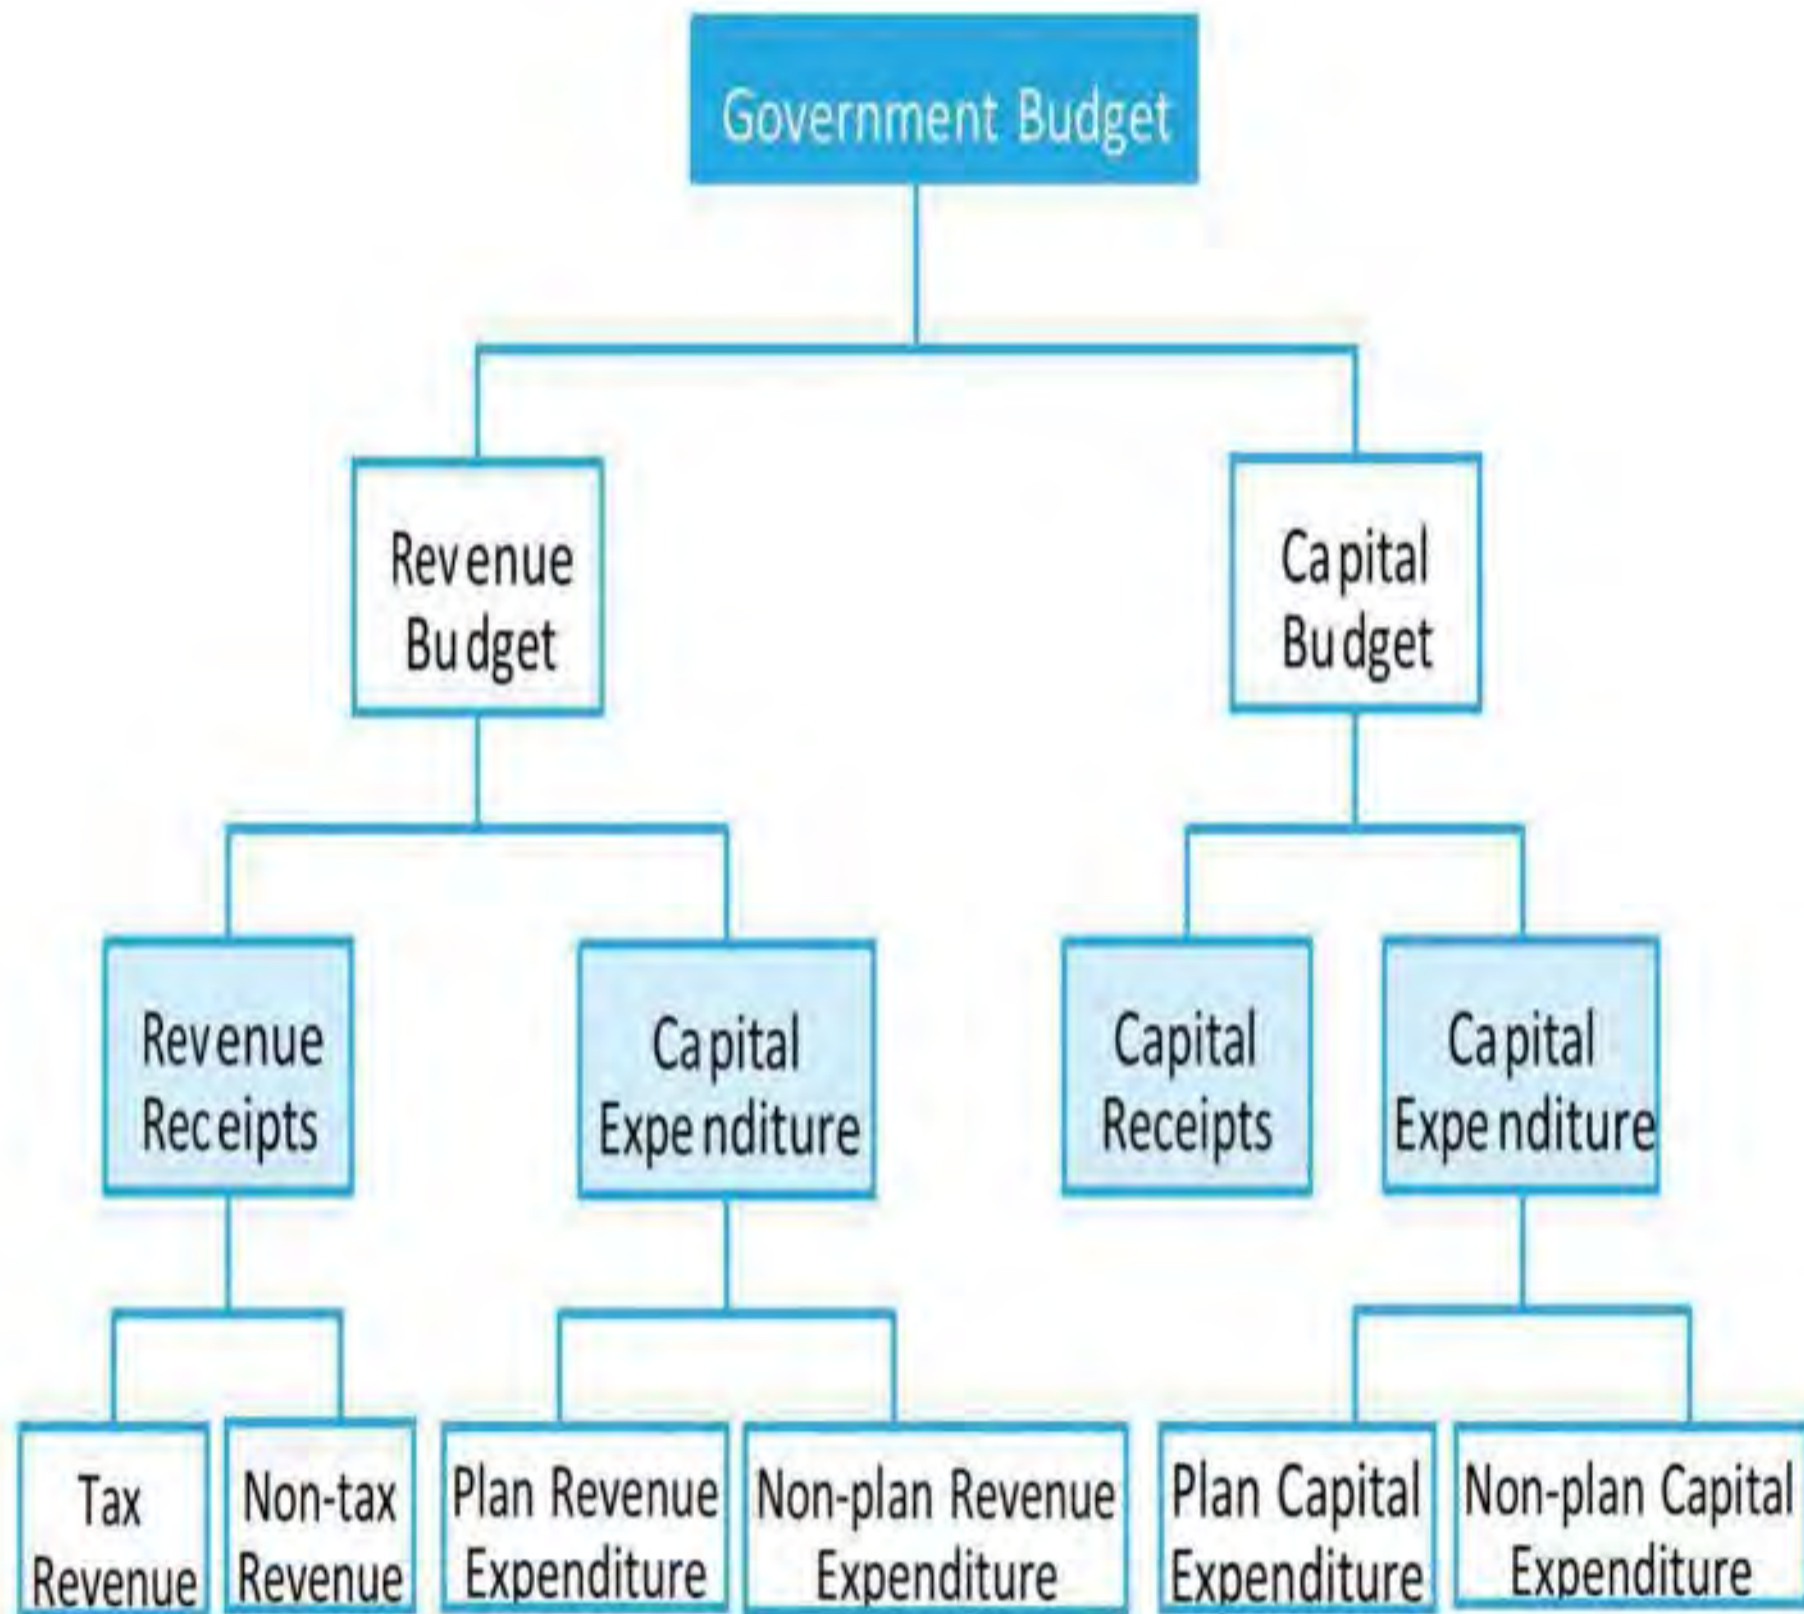 Government Budget
Revenue
Budget
Capital
Budget
Revenue
Receipts
Capital
Expenditure
Capital
Receipts
Capital
Expenditure
Tax
Revenue
Non-tax
Revenue
Plan Revenue
Expenditure
Non-plan Revenue
Expenditure
Plan Capital
Expenditure
Non-plan Capital
Expenditure